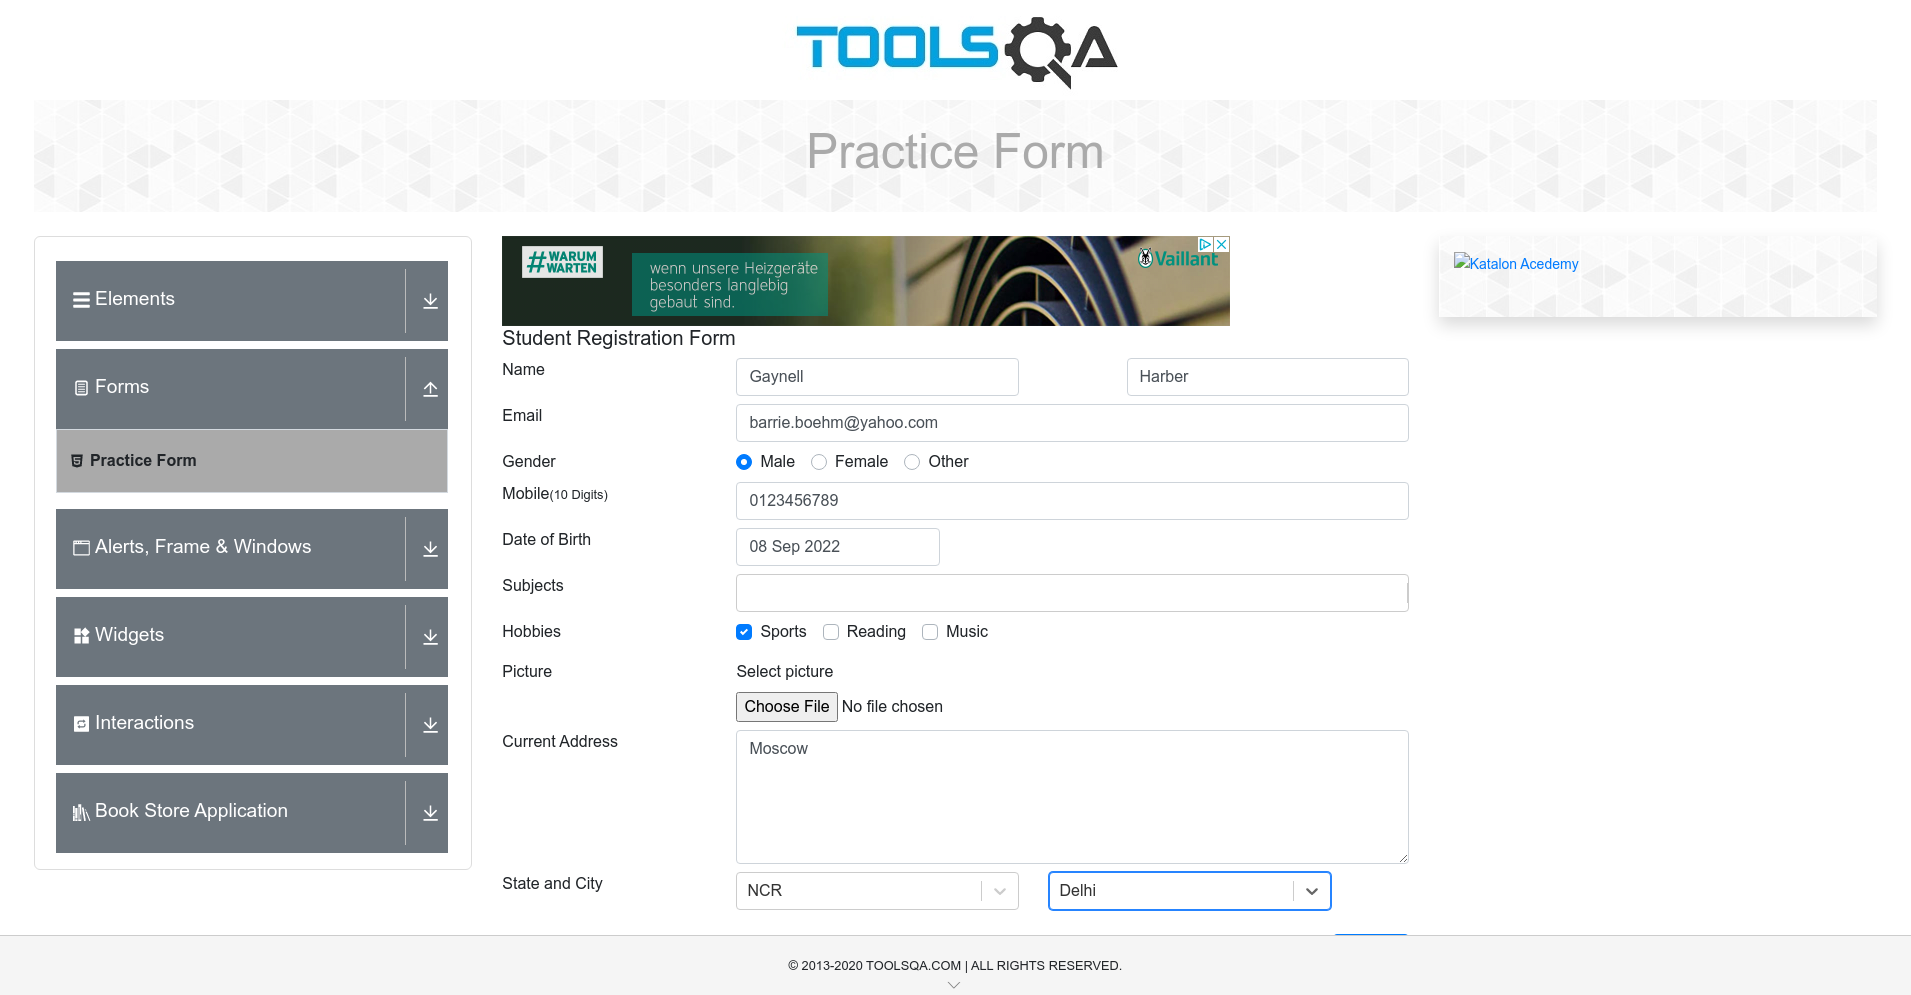 TOOLSQA
Practice Form
Elements
Forms
Practice Form
Alerts, Frame & Windows
Widgets
Interactions
Book Store Application
#WARUM
WARTEN
wenn unsere Heizgeräte
besonders langlebig
gebaut sind.
Vaillant
Katalon Acedemy
Student Registration Form
Name
Gaynell
Harber
Email
barrie.boehm@yahoo.com
Gender
Male
Female
Other
Mobile(10 Digits)
0123456789
Date of Birth
08 Sep 2022
Subjects
Hobbies
Sports
Reading
Music
Picture
Select picture
Choose File No file chosen
Current Address
Moscow
State and City
NCR
Delhi
© 2013-2020 TOOLSQA.COM | ALL RIGHTS RESERVED.